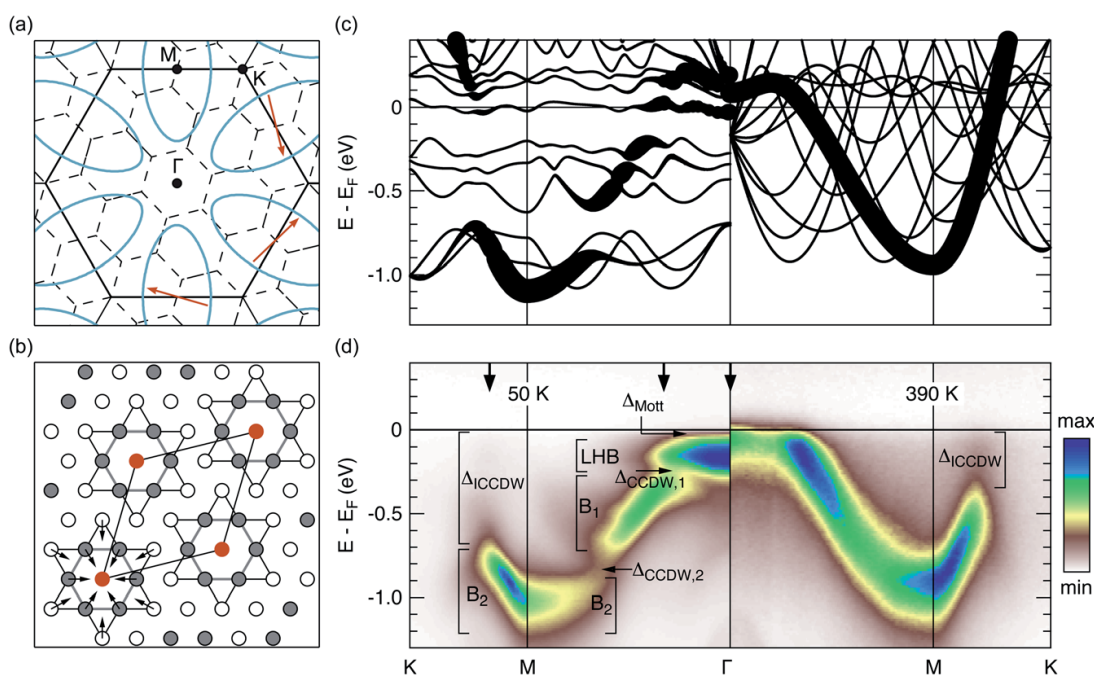 (a)
M
K
Γ
(b)
(c)
E - E_F (eV)
0
-0.5
-1.0
(d)
50 K
390 K
Δ_Mott
LHB
Δ_CCDW,1
Δ_ICCDW
B_1
Δ_CCDW,2
B_2
B_2
Δ_ICCDW
E - E_F (eV)
0
-0.5
-1.0
K M Γ M K
max
min